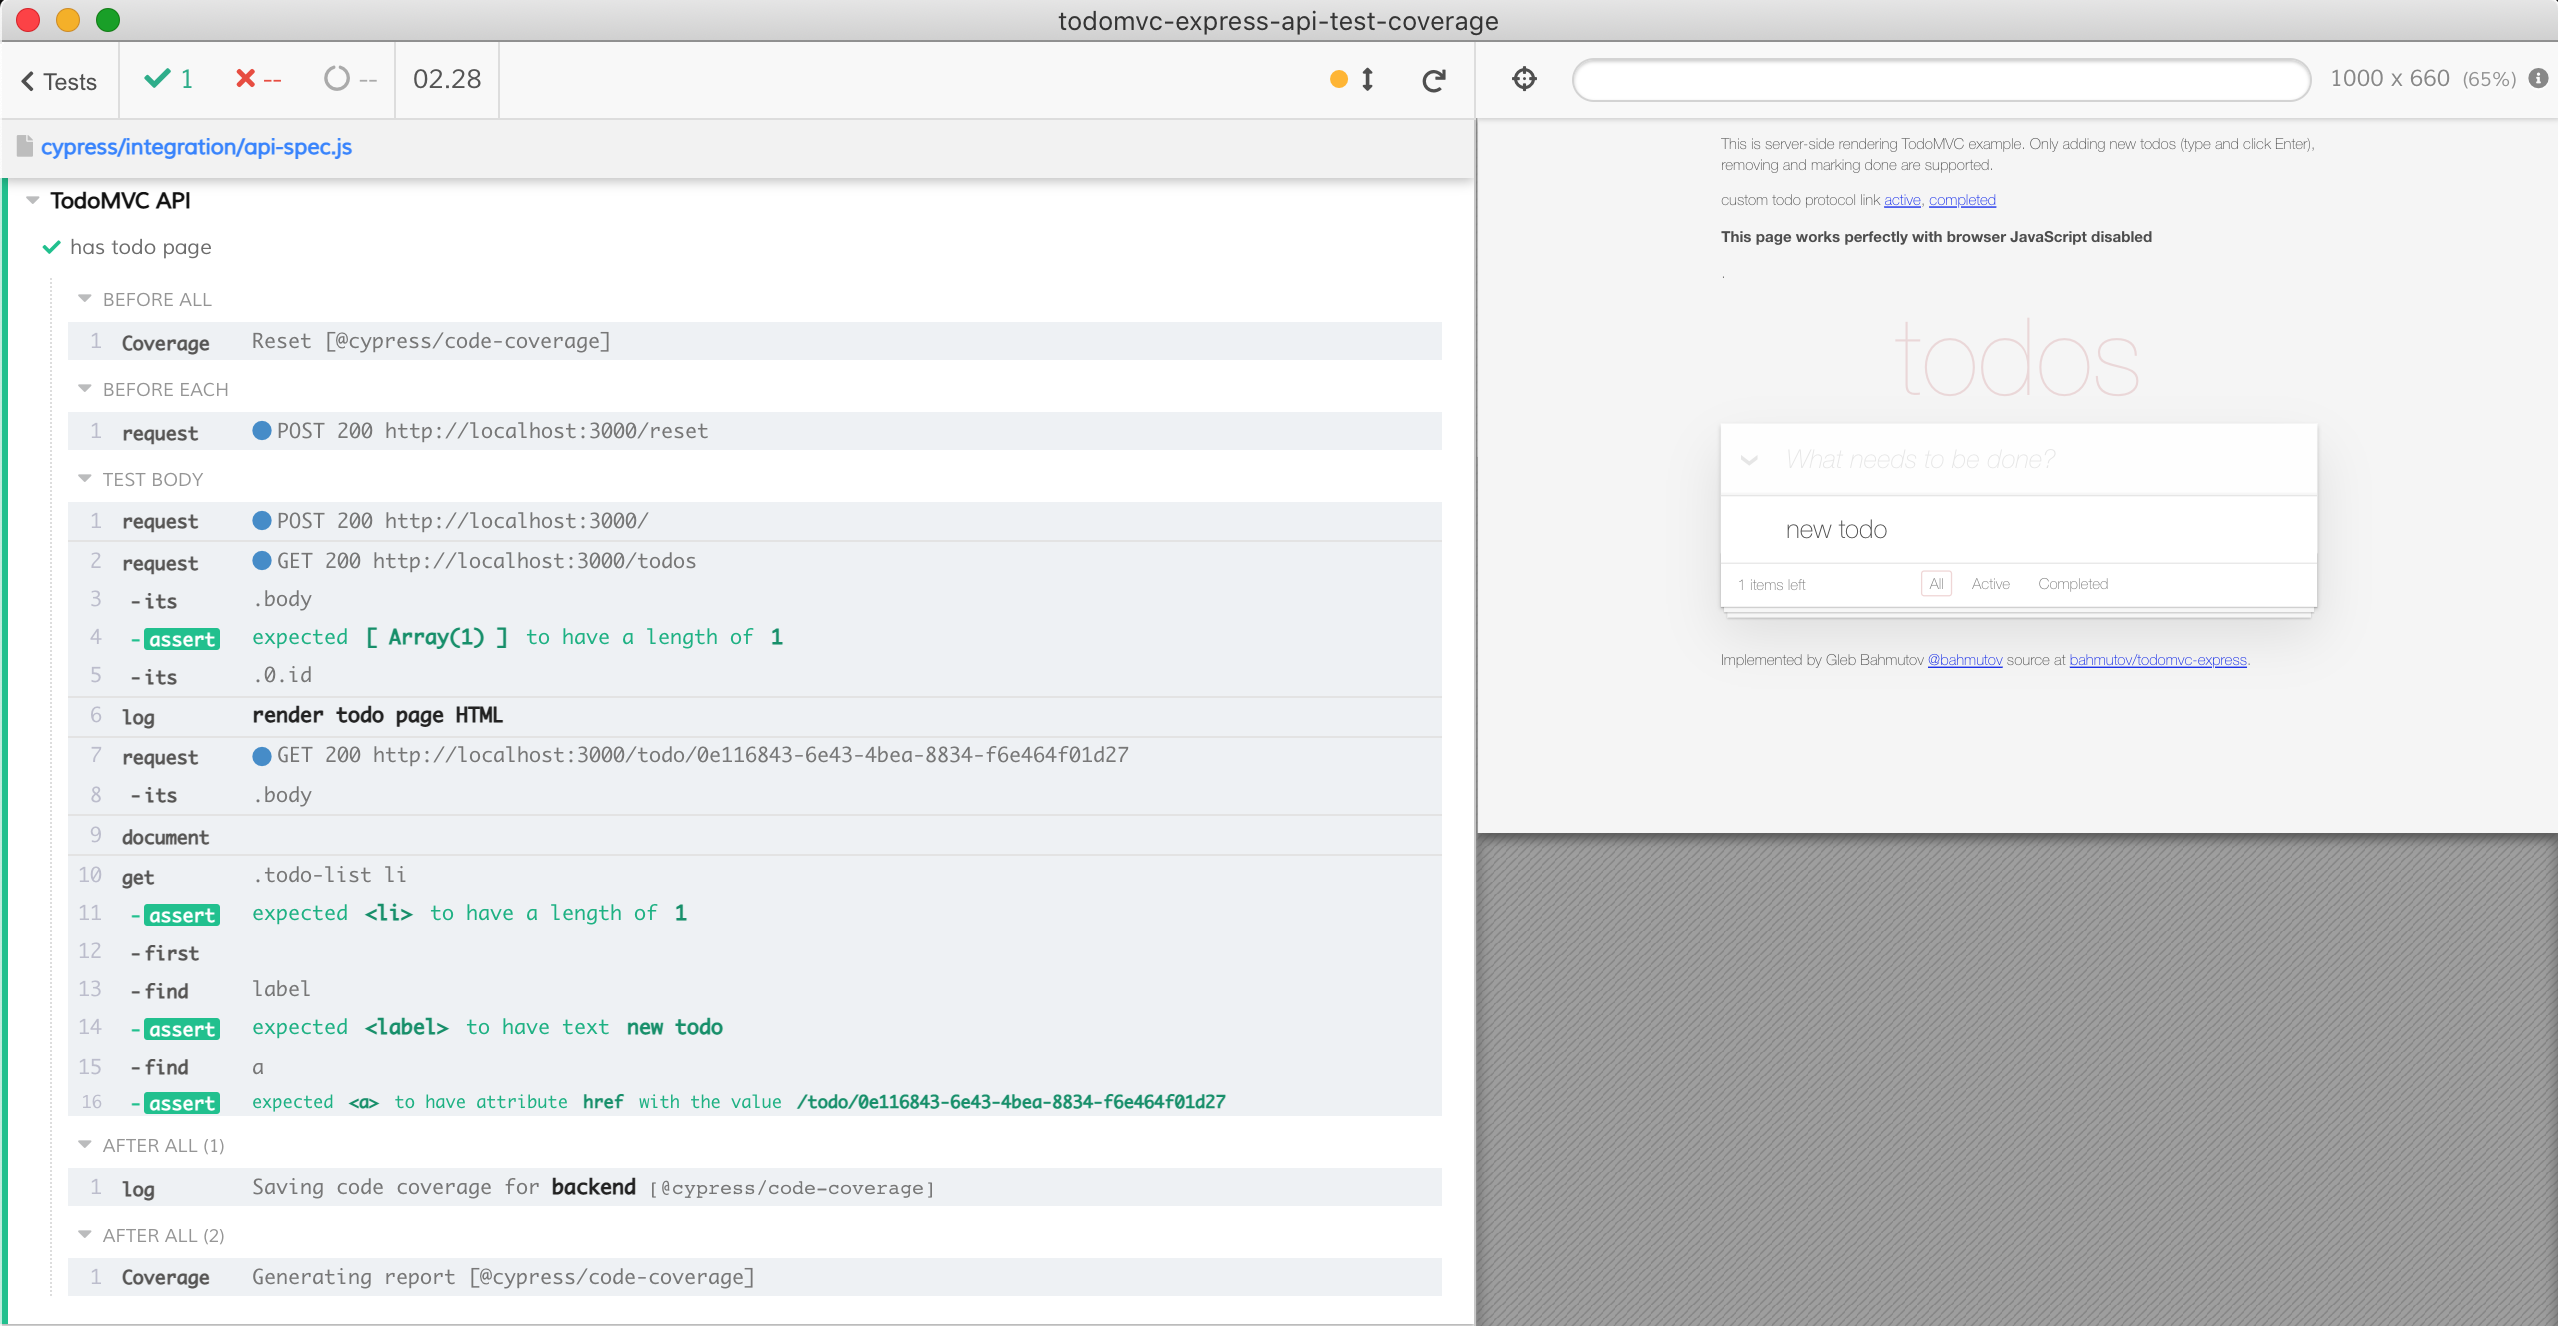 todomvc-express-api-test-coverage
Tests 1 -- -- 02.28
1000 x 660 (65%)
cypress/integration/api-spec.js
TodoMVC API
has todo page
BEFORE ALL
1 Coverage Reset [@cypress/code-coverage]
BEFORE EACH
1 request POST 200 http://localhost:3000/reset
TEST BODY
1 request POST 200 http://localhost:3000/
2 request GET 200 http://localhost:3000/todos
3 -its .body
4 -assert expected [ Array(1) ] to have a length of 1
5 -its .0.id
6 log render todo page HTML
7 request GET 200 http://localhost:3000/todo/0e116843-6e43-4bea-8834-f6e464f01d27
8 -its .body
9 document
10 get .todo-list li
11 -assert expected <li> to have a length of 1
12 -first
13 -find label
14 -assert expected <label> to have text new todo
15 -find a
16 -assert expected <a> to have attribute href with the value /todo/0e116843-6e43-4bea-8834-f6e464f01d27
AFTER ALL (1)
1 log Saving code coverage for backend [@cypress/code-coverage]
AFTER ALL (2)
1 Coverage Generating report [@cypress/code-coverage]
This is server-side rendering TodoMVC example. Only adding new todos (type and click Enter),
removing and marking done are supported.
custom todo protocol link active, completed
This page works perfectly with browser JavaScript disabled
.
todos
What needs to be done?
new todo
1 items left All Active Completed
Implemented by Gleb Bahmutov @bahmutov source at bahmutov/todomvc-express.